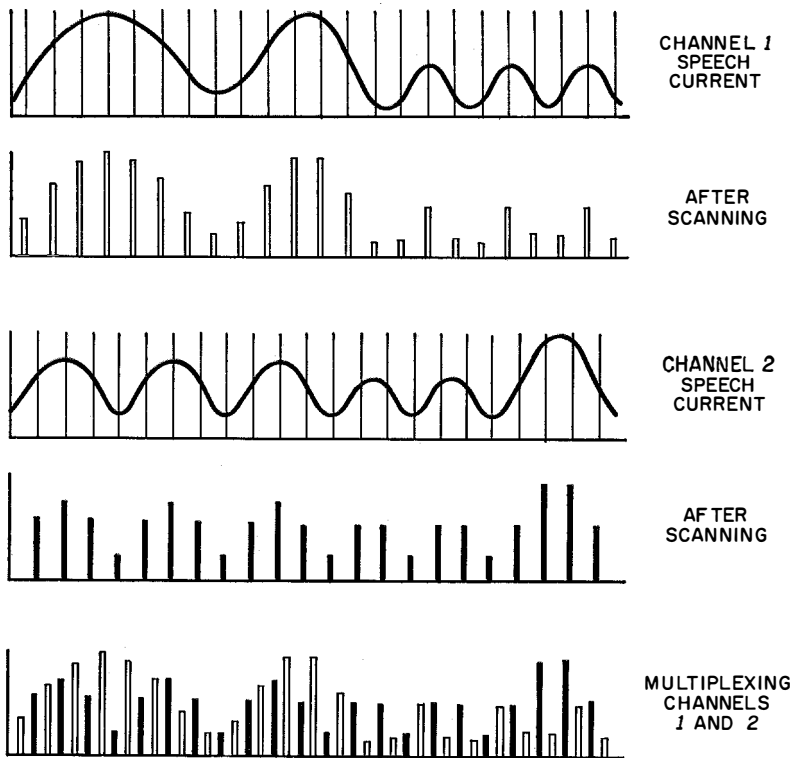 CHANNEL 1
SPEECH
CURRENT
AFTER
SCANNING
CHANNEL 2
SPEECH
CURRENT
AFTER
SCANNING
MULTIPLEXING
CHANNELS
1 AND 2